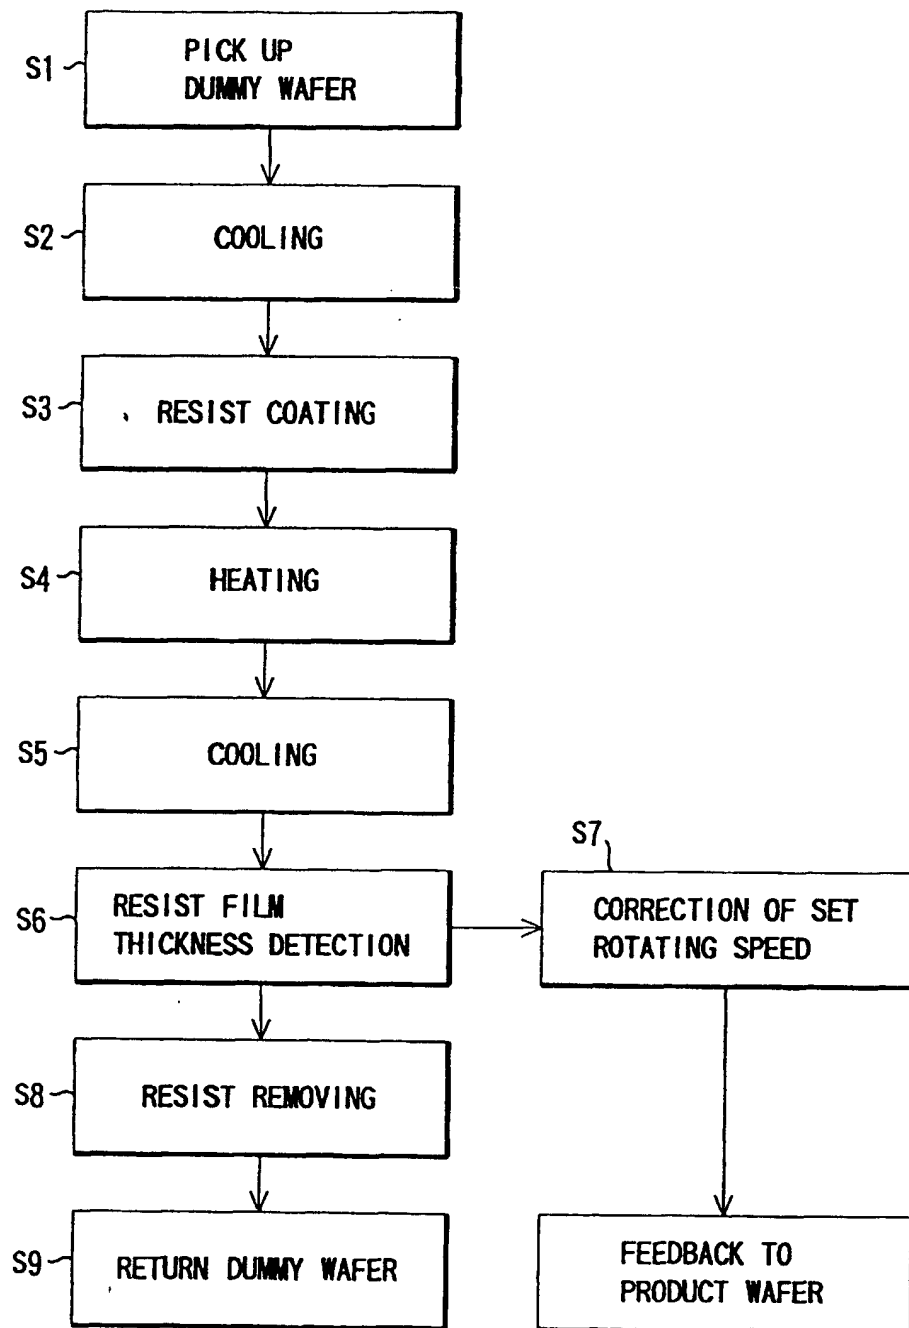 S1
PICK UP
DUMMY WAFER
S2
COOLING
S3
RESIST COATING
S4
HEATING
S5
COOLING
S6
RESIST FILM
THICKNESS DETECTION
S7
CORRECTION OF SET
ROTATING SPEED
S8
RESIST REMOVING
S9
RETURN DUMMY WAFER
FEEDBACK TO
PRODUCT WAFER